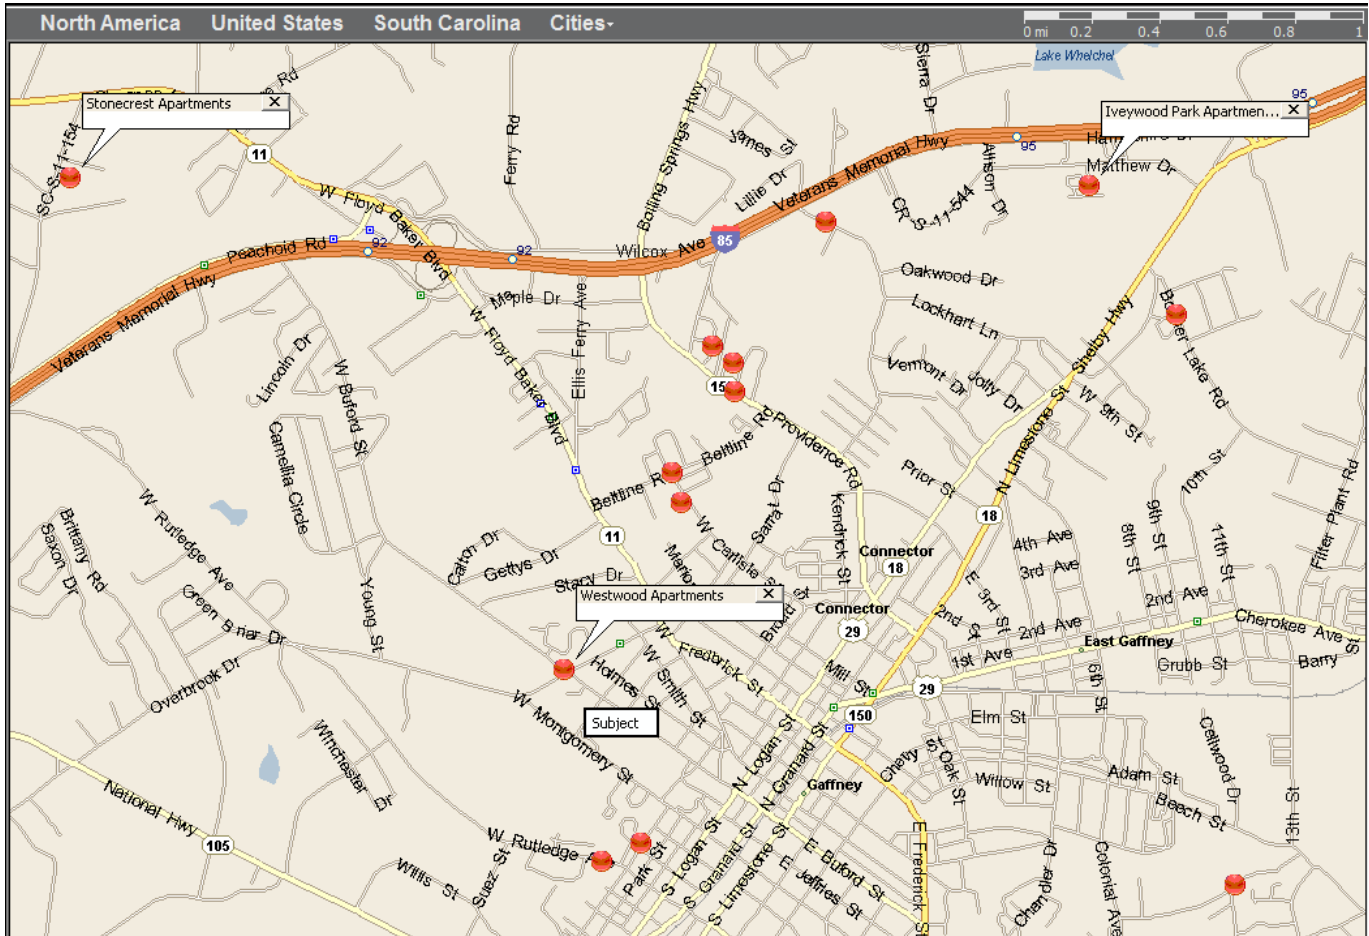 North America United States South Carolina Cities
0 mi 0.2 0.4 0.6 0.8 1
Lake Whelchel
Stonecrest Apartments
Iveywood Park Apartmen...
Westwood Apartments
Subject
SC-S-11-154
Rd
11
W Floyd Baker Blvd
Ferry Rd
Boiling Springs Hwy
James St
Lillie Dr
Sierra Dr
Veterans Memorial Hwy
95
95
Allison Dr
CR S-11-544
Matthew Dr
Peachoid Rd
92
92
Wilcox Ave
85
Veterans Memorial Hwy
Maple Dr
Ellis Ferry Ave
W Floyd Baker Blvd
Oakwood Dr
Lockhart Ln
Vermont Dr
Jolly Dr
Shelby Hwy
N Limestone St
W 9th St
Lake Rd
Lincoln Dr
W Buford St
Camellia Circle
Beltline Rd
Beltline Rd
Providence Rd
Prior St
18
10th St
Filter Plant Rd
W Rutledge Ave
Brittany Rd
Saxon Dr
11
Calton Dr
Gettys Dr
Stacy Dr
W Carlisle St
Sarratt Dr
Kendrick St
Connector
18
Connector
29
4th Ave
3rd Ave
2nd Ave
1st Ave
E 3rd St
8th St
9th St
11th St
2nd Ave
East Gaffney
Cherokee Ave
Grubb St
Barry St
6th St
Green Briar Dr
Overbrook Dr
Young St
W Frederick St
Broad St
Mill St
29
150
Holmes St
W Smith St
W Montgomery St
Winchester Dr
N Logan St
N Granard St
Gaffney
Cherry St
Oak St
Elm St
Willow St
Adam St
Beech St
Cellwood Dr
13th St
National Hwy
105
Willis St
Suez St
W Rutledge
Park St
S Logan St
S Granard St
S Limestone St
E Buford St
E Jefferies St
E Frederick St
Chandler Dr
Colonial Ave